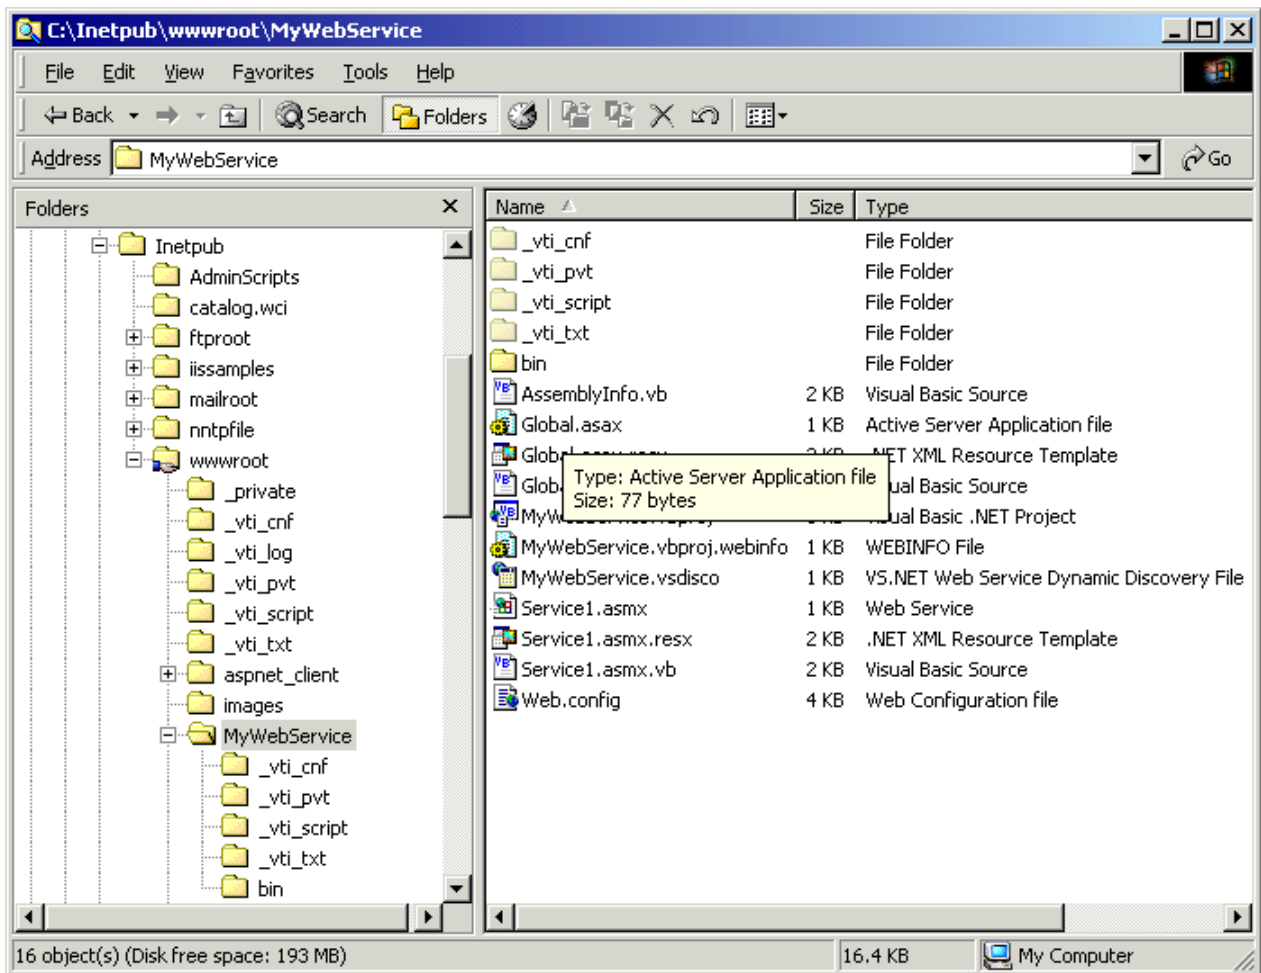 C:\Inetpub\wwwroot\MyWebService
File Edit View Favorites Tools Help
Back Search Folders
Address MyWebService Go
Folders
Inetpub
AdminScripts
catalog.wci
ftproot
iissamples
mailroot
nntpfile
wwwroot
_private
_vti_cnf
_vti_log
_vti_pvt
_vti_script
_vti_txt
aspnet_client
images
MyWebService
_vti_cnf
_vti_pvt
_vti_script
_vti_txt
bin
Name Size Type
_vti_cnf File Folder
_vti_pvt File Folder
_vti_script File Folder
_vti_txt File Folder
bin File Folder
AssemblyInfo.vb 2 KB Visual Basic Source
Global.asax 1 KB Active Server Application file
.NET XML Resource Template
Type: Active Server Application file
Size: 77 bytes
Basic Source
Visual Basic .NET Project
MyWebService.vbproj.webinfo 1 KB WEBINFO File
MyWebService.vsdisco 1 KB VS.NET Web Service Dynamic Discovery File
Service1.asmx 1 KB Web Service
Service1.asmx.resx 2 KB .NET XML Resource Template
Service1.asmx.vb 2 KB Visual Basic Source
Web.config 4 KB Web Configuration file
16 object(s) (Disk free space: 193 MB) 16.4 KB My Computer